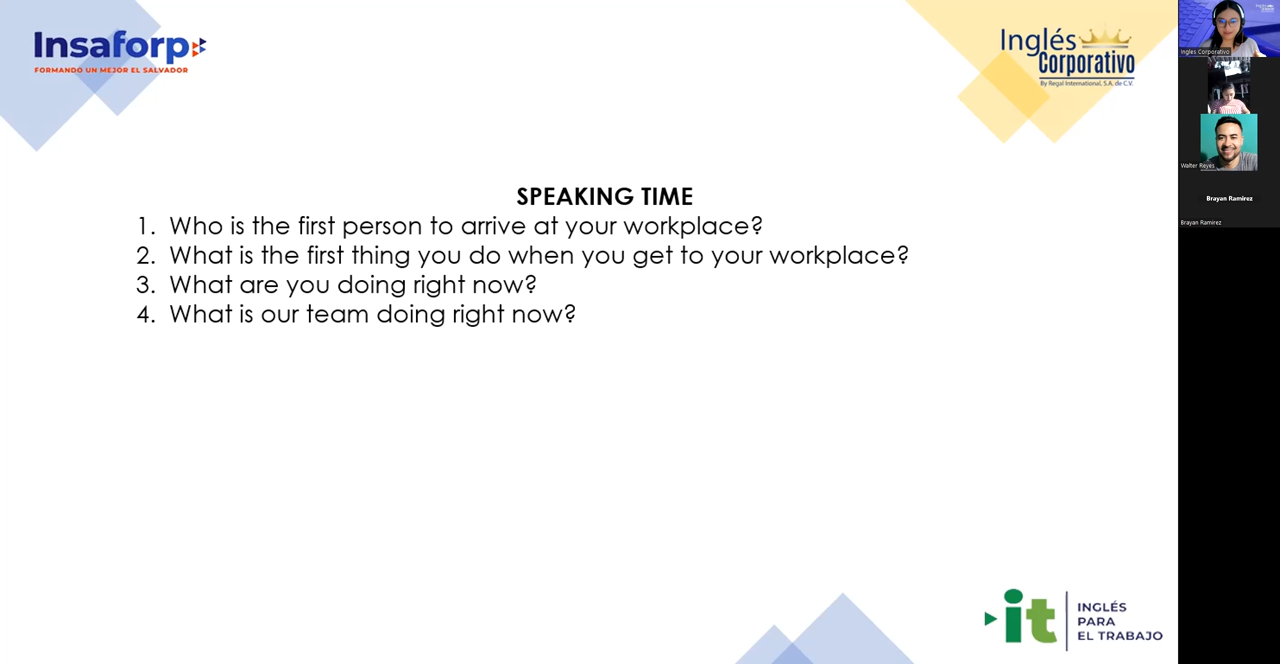 Insaforp
FORMANDO UN MEJOR EL SALVADOR
Inglés
Corporativo
By Regal International, S.A. de C.V.
SPEAKING TIME
1. Who is the first person to arrive at your workplace?
2. What is the first thing you do when you get to your workplace?
3. What are you doing right now?
4. What is our team doing right now?
it
INGLÉS
PARA
EL TRABAJO
Ingles Corporativo
Walter Reyes
Brayan Ramirez
Brayan Ramirez